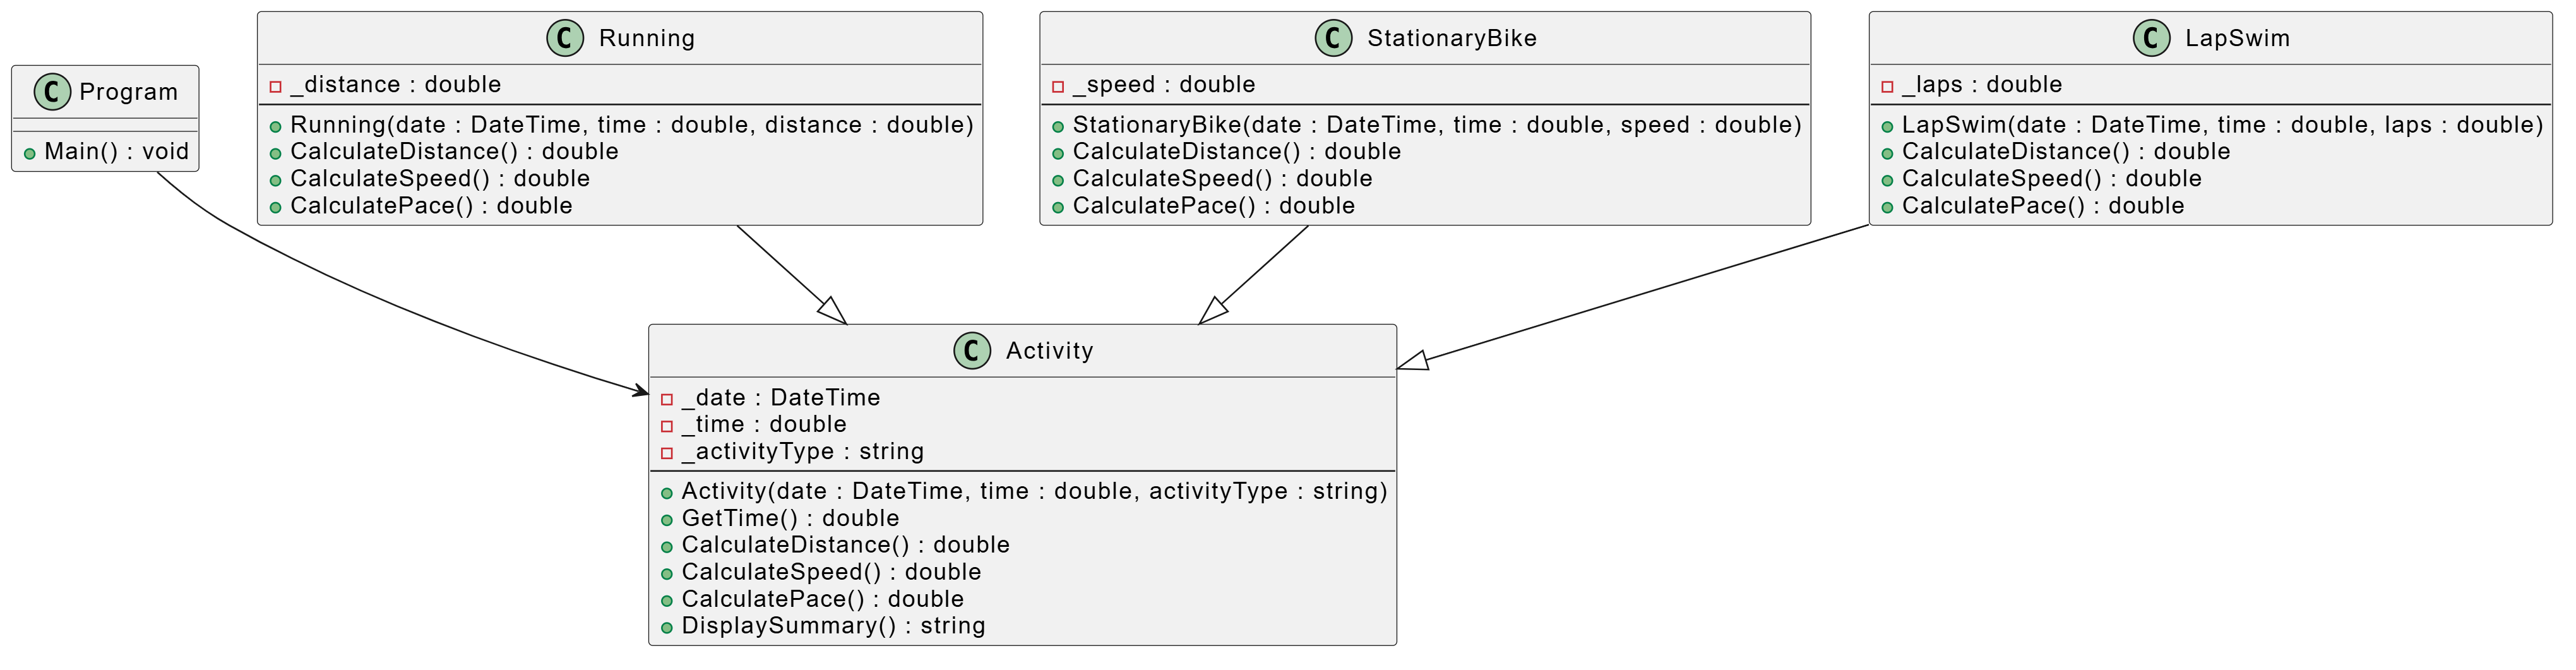 C Program
Main() : void
C Running
_distance : double
Running(date : DateTime, time : double, distance : double)
CalculateDistance() : double
CalculateSpeed() : double
CalculatePace() : double
C StationaryBike
_speed : double
StationaryBike(date : DateTime, time : double, speed : double)
CalculateDistance() : double
CalculateSpeed() : double
CalculatePace() : double
C LapSwim
_laps : double
LapSwim(date : DateTime, time : double, laps : double)
CalculateDistance() : double
CalculateSpeed() : double
CalculatePace() : double
C Activity
_date : DateTime
_time : double
_activityType : string
Activity(date : DateTime, time : double, activityType : string)
GetTime() : double
CalculateDistance() : double
CalculateSpeed() : double
CalculatePace() : double
DisplaySummary() : string